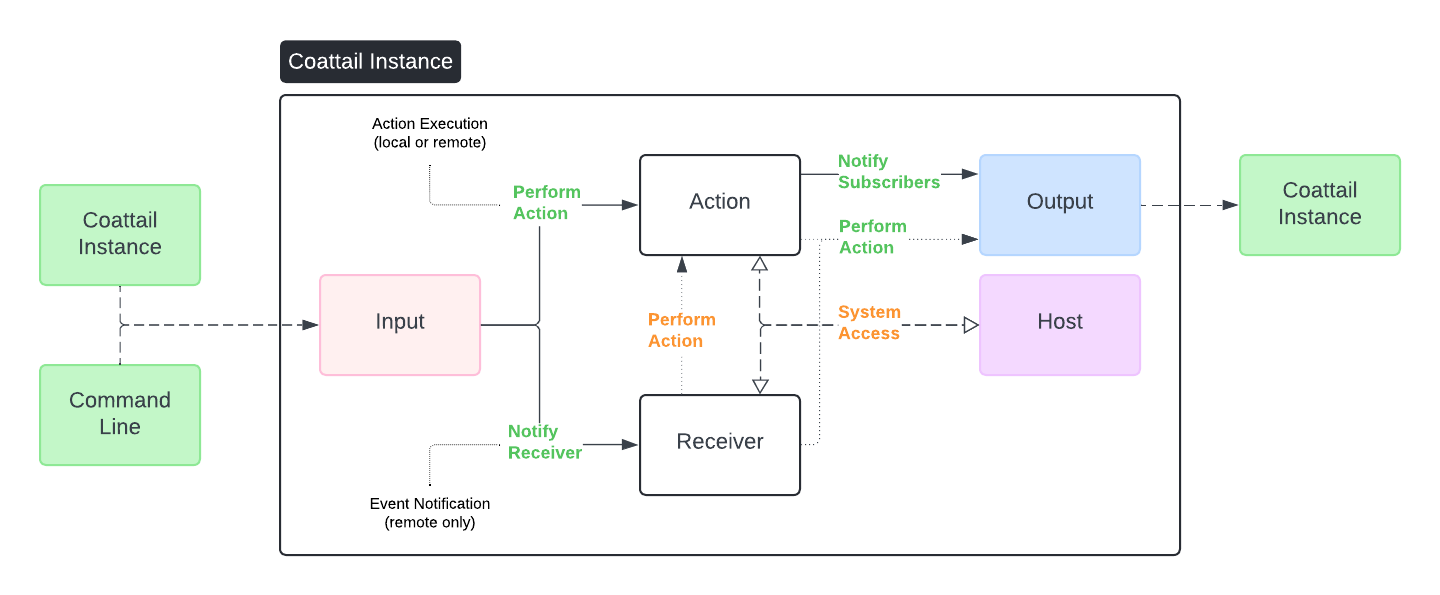 Coattail Instance
Action Execution
(local or remote)
Coattail
Instance
Command
Line
Input
Perform
Action
Notify
Receiver
Event Notification
(remote only)
Action
Perform
Action
Receiver
Notify
Subscribers
Perform
Action
System
Access
Output
Host
Coattail
Instance